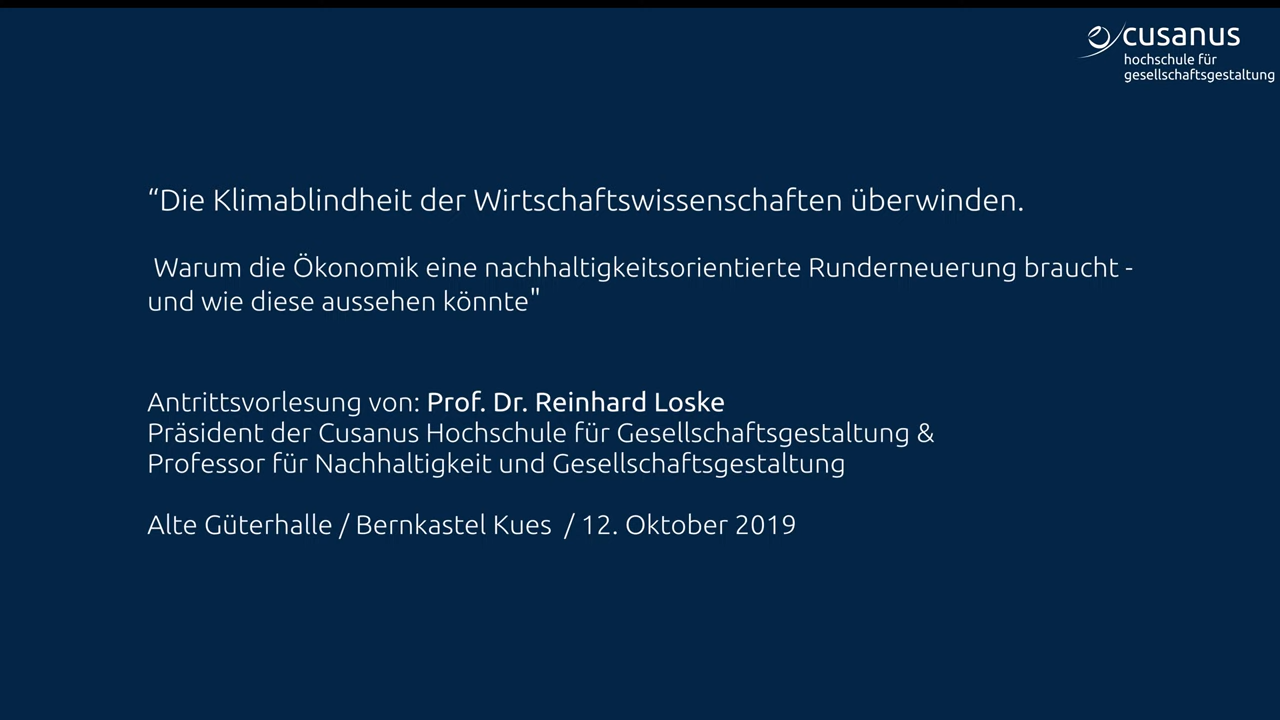 cusanus
hochschule für
gesellschaftsgestaltung
“Die Klimablindheit der Wirtschaftswissenschaften überwinden.
Warum die Ökonomik eine nachhaltigkeitsorientierte Runderneuerung braucht -
und wie diese aussehen könnte"
Antrittsvorlesung von: Prof. Dr. Reinhard Loske
Präsident der Cusanus Hochschule für Gesellschaftsgestaltung &
Professor für Nachhaltigkeit und Gesellschaftsgestaltung
Alte Güterhalle / Bernkastel Kues / 12. Oktober 2019